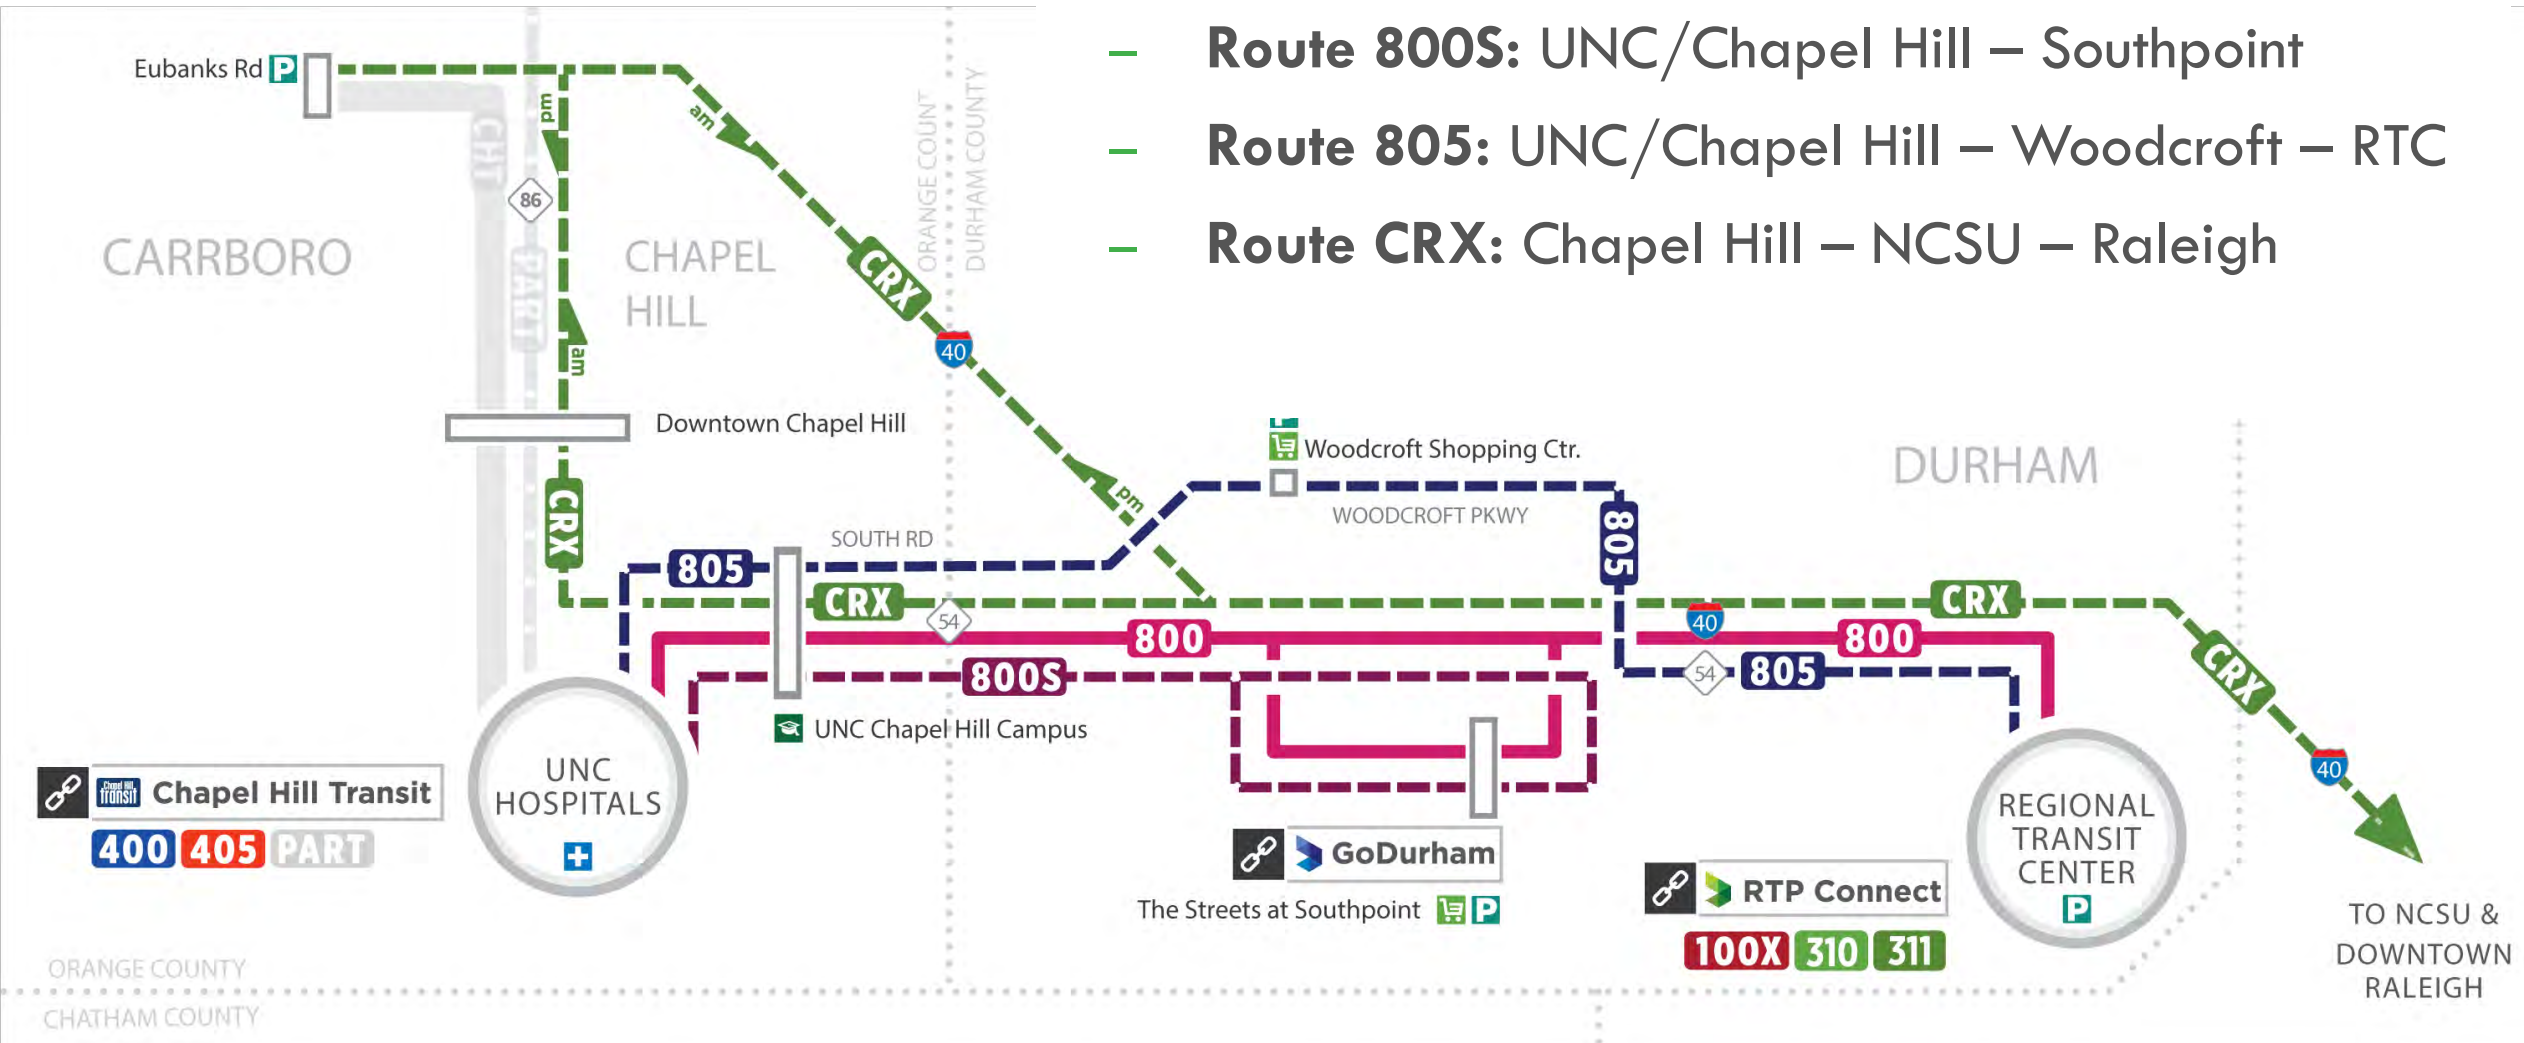 – Route 800S: UNC/Chapel Hill – Southpoint
– Route 805: UNC/Chapel Hill – Woodcroft – RTC
– Route CRX: Chapel Hill – NCSU – Raleigh
Eubanks Rd P
pm
am
CHT
86
PART
CARRBORO
CHAPEL
HILL
ORANGE COUNT
DURHAM COUNTY
CRX
40
am
Downtown Chapel Hill
Woodcroft Shopping Ctr.
WOODCROFT PKWY
DURHAM
CRX
pm
SOUTH RD
805
805
CRX
54
CRX
40
800
800
800S
54
805
CRX
UNC Chapel Hill Campus
UNC
HOSPITALS
Chapel Hill Transit
Chapel Hill Transit
400 405 PART
GoDurham
The Streets at Southpoint P
RTP Connect
100X 310 311
REGIONAL
TRANSIT
CENTER
P
40
TO NCSU &
DOWNTOWN
RALEIGH
ORANGE COUNTY
CHATHAM COUNTY